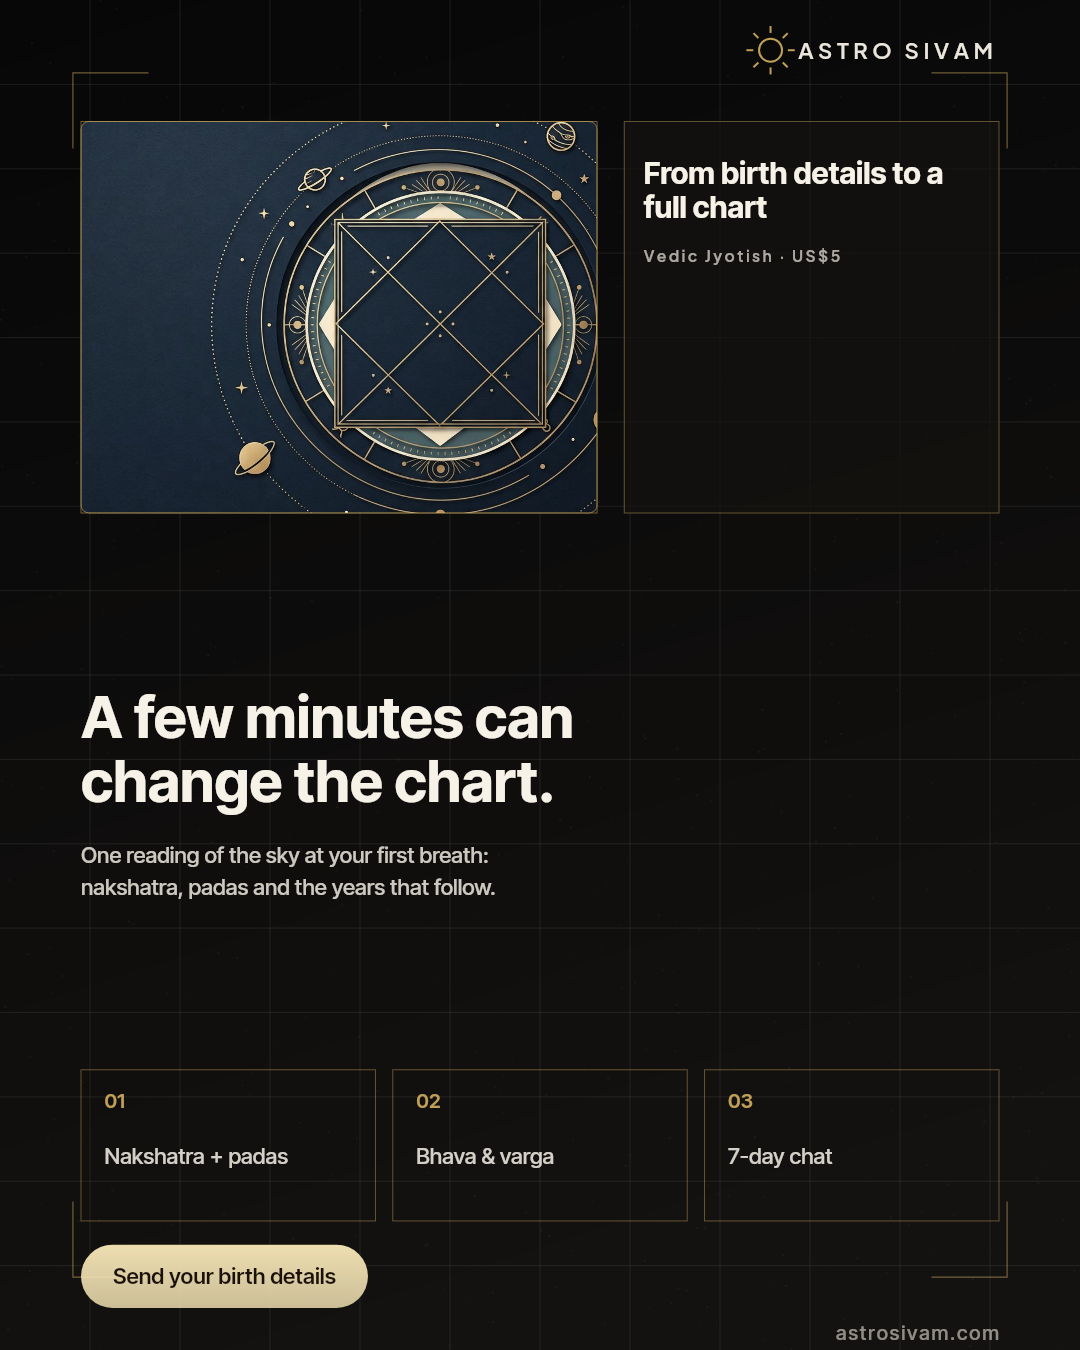 ASTRO SIVAM
From birth details to a
full chart
Vedic Jyotish · US$5
A few minutes can
change the chart.
One reading of the sky at your first breath:
nakshatra, padas and the years that follow.
01
Nakshatra + padas
02
Bhava & varga
03
7-day chat
Send your birth details
astrosivam.com